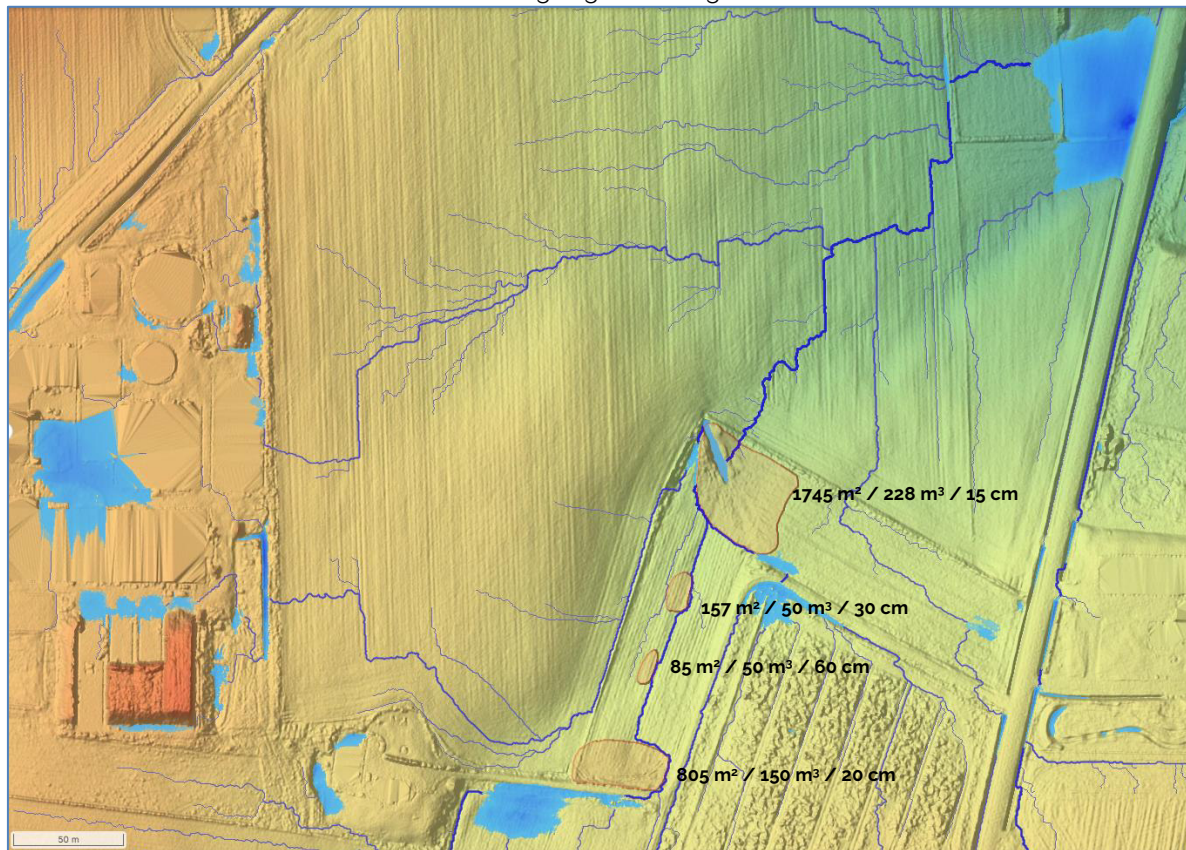 1745 m² / 228 m³ / 15 cm
157 m² / 50 m³ / 30 cm
85 m² / 50 m³ / 60 cm
805 m² / 150 m³ / 20 cm
50 m